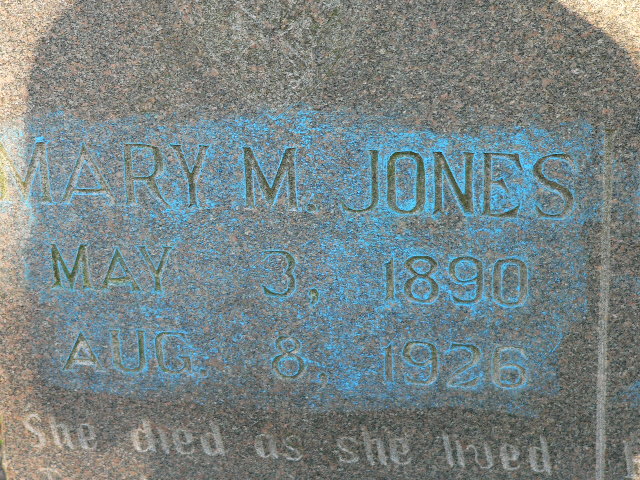 MARY M. JONES
MAY 3, 1890
AUG. 8, 1926
She died as she lived